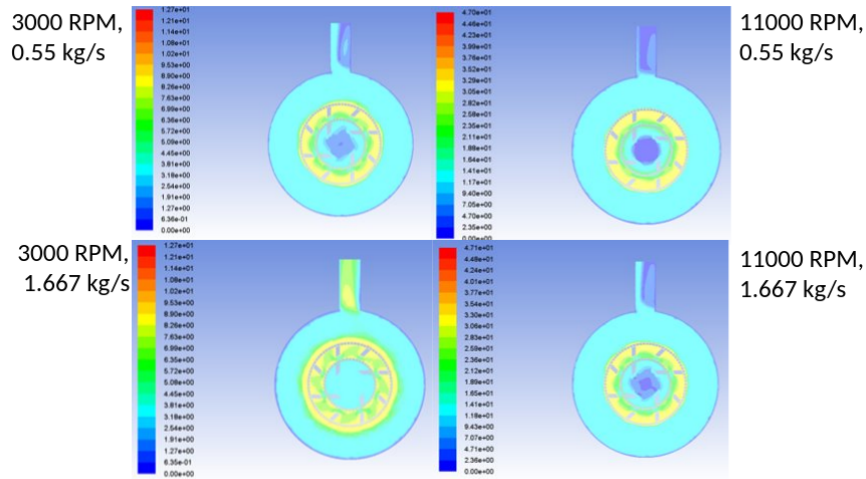 3000 RPM,
0.55 kg/s
1.27e+01
1.21e+01
1.14e+01
1.08e+01
1.02e+01
9.53e+00
8.90e+00
8.26e+00
7.63e+00
6.99e+00
6.36e+00
5.72e+00
5.09e+00
4.45e+00
3.81e+00
3.18e+00
2.54e+00
1.91e+00
1.27e+00
6.36e-01
0.00e+00
4.70e+01
4.46e+01
4.23e+01
3.99e+01
3.76e+01
3.52e+01
3.29e+01
3.05e+01
2.82e+01
2.58e+01
2.35e+01
2.11e+01
1.88e+01
1.64e+01
1.41e+01
1.17e+01
9.40e+00
7.05e+00
4.70e+00
2.35e+00
0.00e+00
11000 RPM,
0.55 kg/s
3000 RPM,
1.667 kg/s
1.27e+01
1.21e+01
1.14e+01
1.08e+01
1.02e+01
9.53e+00
8.90e+00
8.26e+00
7.63e+00
6.99e+00
6.35e+00
5.72e+00
5.08e+00
4.45e+00
3.81e+00
3.18e+00
2.54e+00
1.91e+00
1.27e+00
6.35e-01
0.00e+00
4.71e+01
4.48e+01
4.24e+01
4.01e+01
3.77e+01
3.54e+01
3.30e+01
3.06e+01
2.83e+01
2.59e+01
2.36e+01
2.12e+01
1.89e+01
1.65e+01
1.41e+01
1.18e+01
9.43e+00
7.07e+00
4.71e+00
2.36e+00
0.00e+00
11000 RPM,
1.667 kg/s